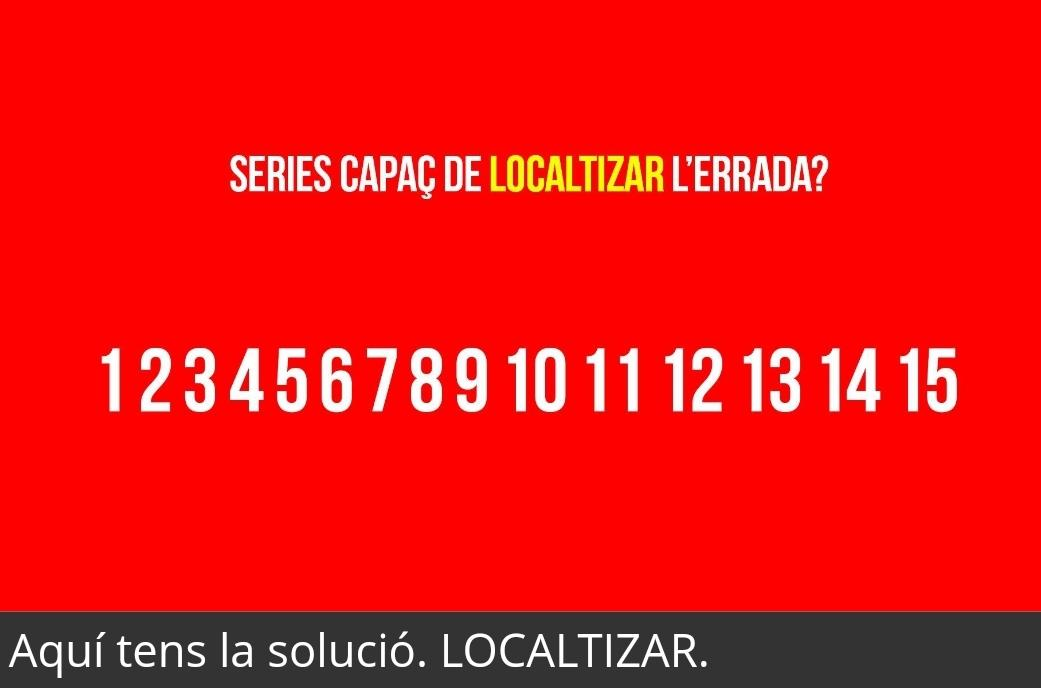 SERIES CAPAÇ DE LOCALTIZAR L'ERRADA?
1 2 3 4 5 6 7 8 9 10 11 12 13 14 15
Aquí tens la solució. LOCALTIZAR.